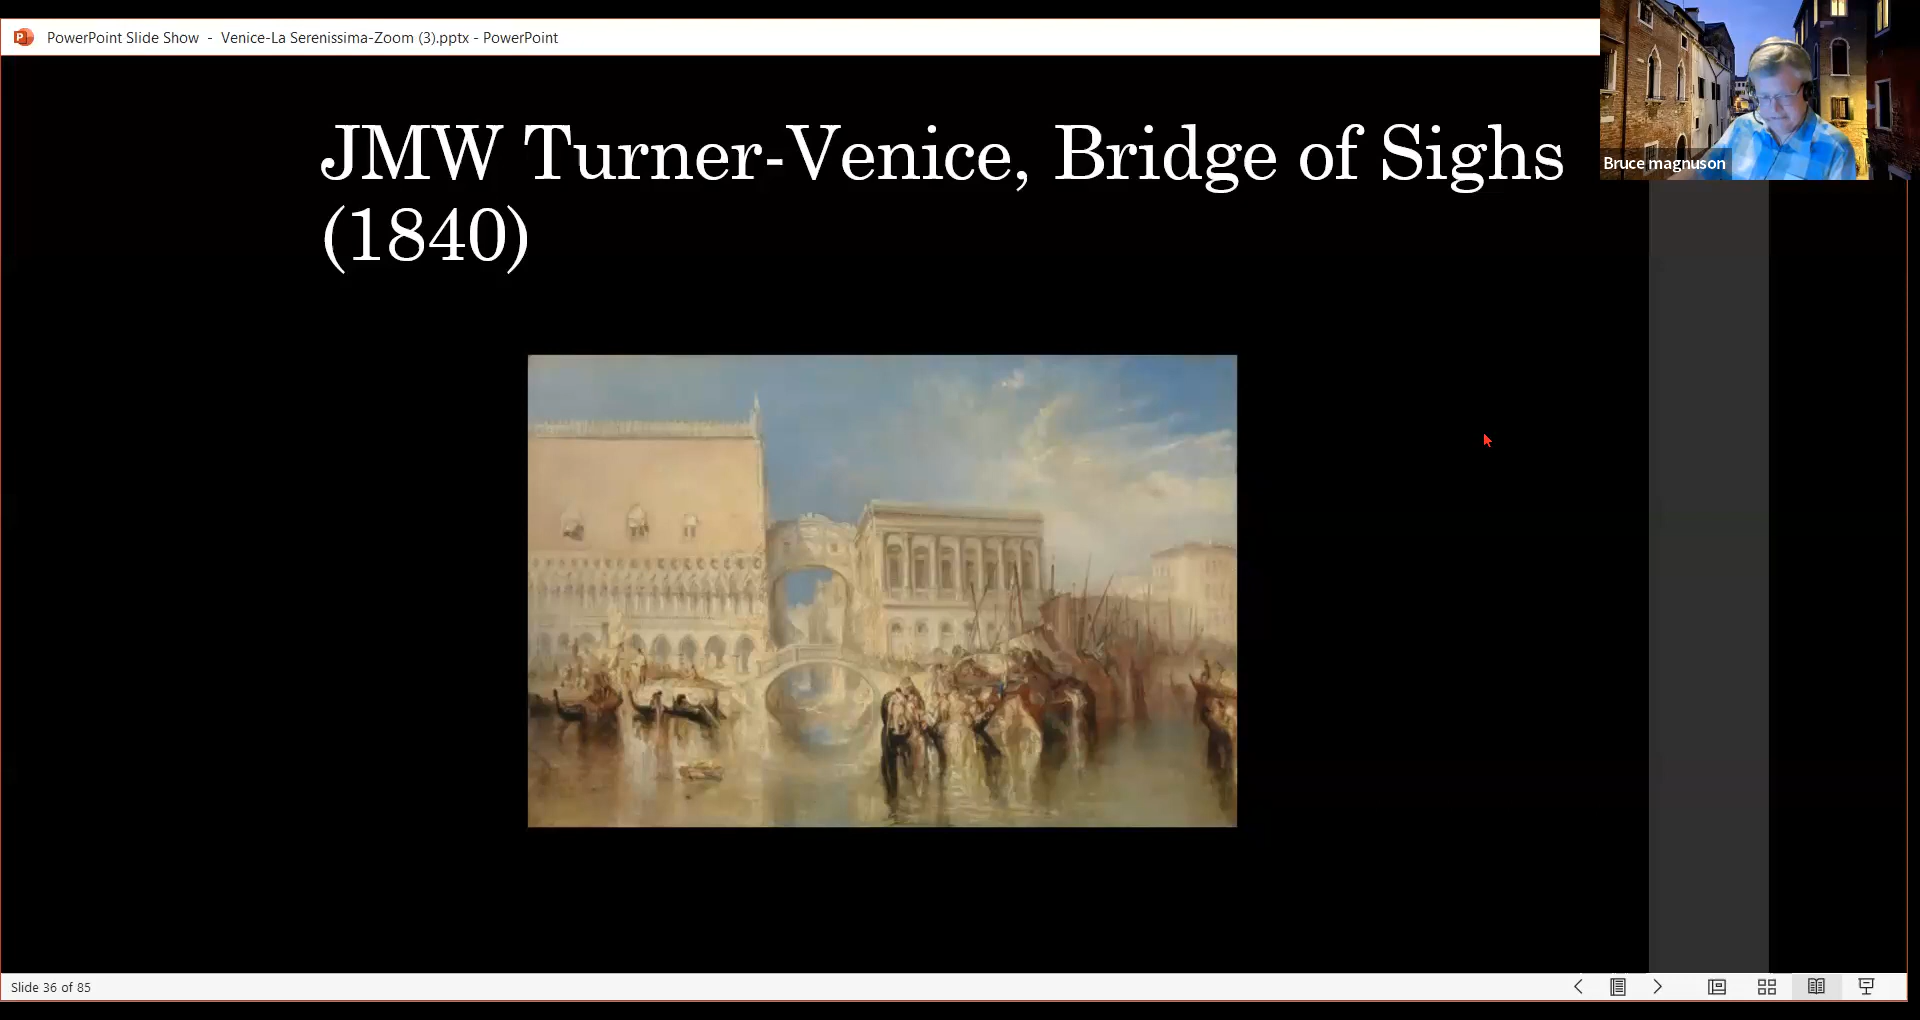 PowerPoint Slide Show - Venice-La Serenissima-Zoom (3).pptx - PowerPoint
Bruce magnuson
JMW Turner-Venice, Bridge of Sighs
(1840)
Slide 36 of 85